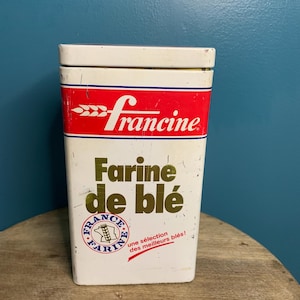 francine
Farine
de blé
FRANCE
FARINE
une sélection
des meilleurs blés!